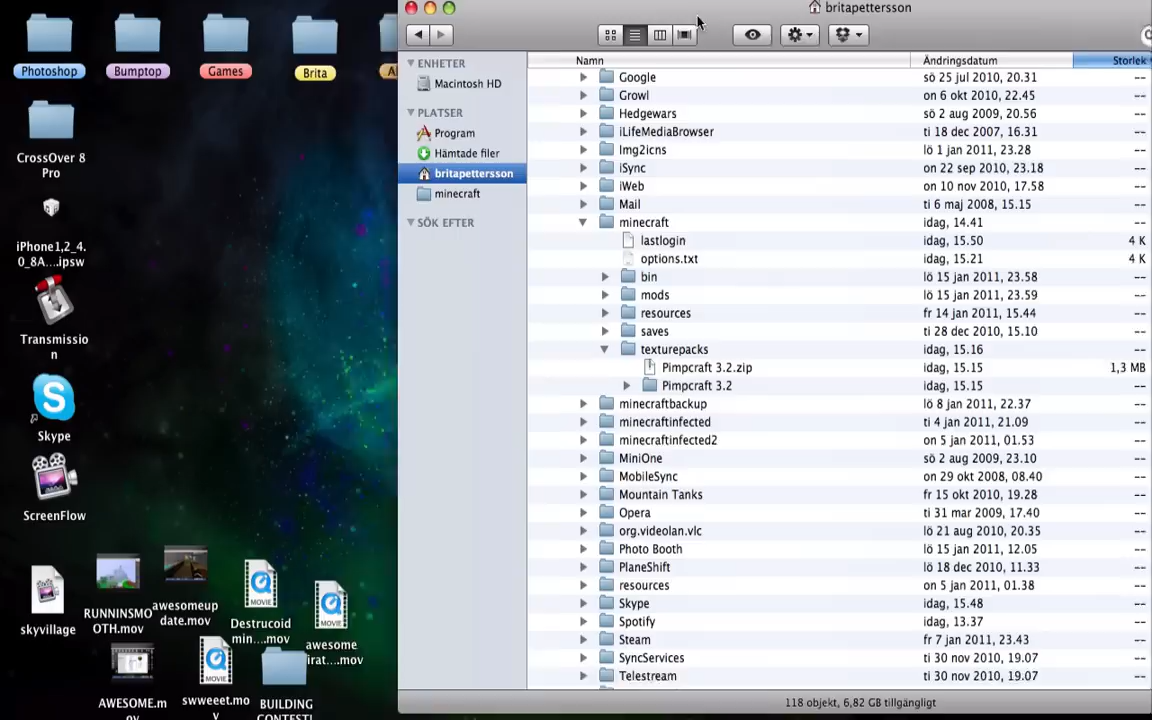 britapettersson
Photoshop
Bumptop
Games
Brita
CrossOver 8
Pro
iPhone1,2_4.
0_8A....ipsw
Transmissio
n
Skype
ScreenFlow
skyvillage
RUNNINSMO
OTH.mov
awesomeup
date.mov
Destrucoid
min....mov
awesome
irat....mov
AWESOME.m
ov
swweeet.mo
v
BUILDING
CONTEST!
ENHETER
Macintosh HD
PLATSER
Program
Hämtade filer
britapettersson
minecraft
SÖK EFTER
Namn Ändringsdatum Storlek
Google sö 25 jul 2010, 20.31 --
Growl on 6 okt 2010, 22.45 --
Hedgewars sö 2 aug 2009, 20.56 --
iLifeMediaBrowser ti 18 dec 2007, 16.31 --
Img2icns lö 1 jan 2011, 23.28 --
iSync on 22 sep 2010, 23.18 --
iWeb on 10 nov 2010, 17.58 --
Mail ti 6 maj 2008, 15.15 --
minecraft idag, 14.41 --
lastlogin idag, 15.50 4 K
options.txt idag, 15.21 4 K
bin lö 15 jan 2011, 23.58 --
mods lö 15 jan 2011, 23.59 --
resources fr 14 jan 2011, 15.44 --
saves ti 28 dec 2010, 15.10 --
texturepacks idag, 15.16 --
Pimpcraft 3.2.zip idag, 15.15 1,3 MB
Pimpcraft 3.2 idag, 15.15 --
minecraftbackup lö 8 jan 2011, 22.37 --
minecraftinfected ti 4 jan 2011, 21.09 --
minecraftinfected2 on 5 jan 2011, 01.53 --
MiniOne sö 2 aug 2009, 23.10 --
MobileSync on 29 okt 2008, 08.40 --
Mountain Tanks fr 15 okt 2010, 19.28 --
Opera ti 31 mar 2009, 17.40 --
org.videolan.vlc lö 21 aug 2010, 20.35 --
Photo Booth lö 15 jan 2011, 12.05 --
PlaneShift lö 18 dec 2010, 11.33 --
resources on 5 jan 2011, 01.38 --
Skype idag, 15.48 --
Spotify idag, 13.37 --
Steam fr 7 jan 2011, 23.43 --
SyncServices ti 30 nov 2010, 19.07 --
Telestream ti 30 nov 2010, 19.07 --
118 objekt, 6,82 GB tillgängligt